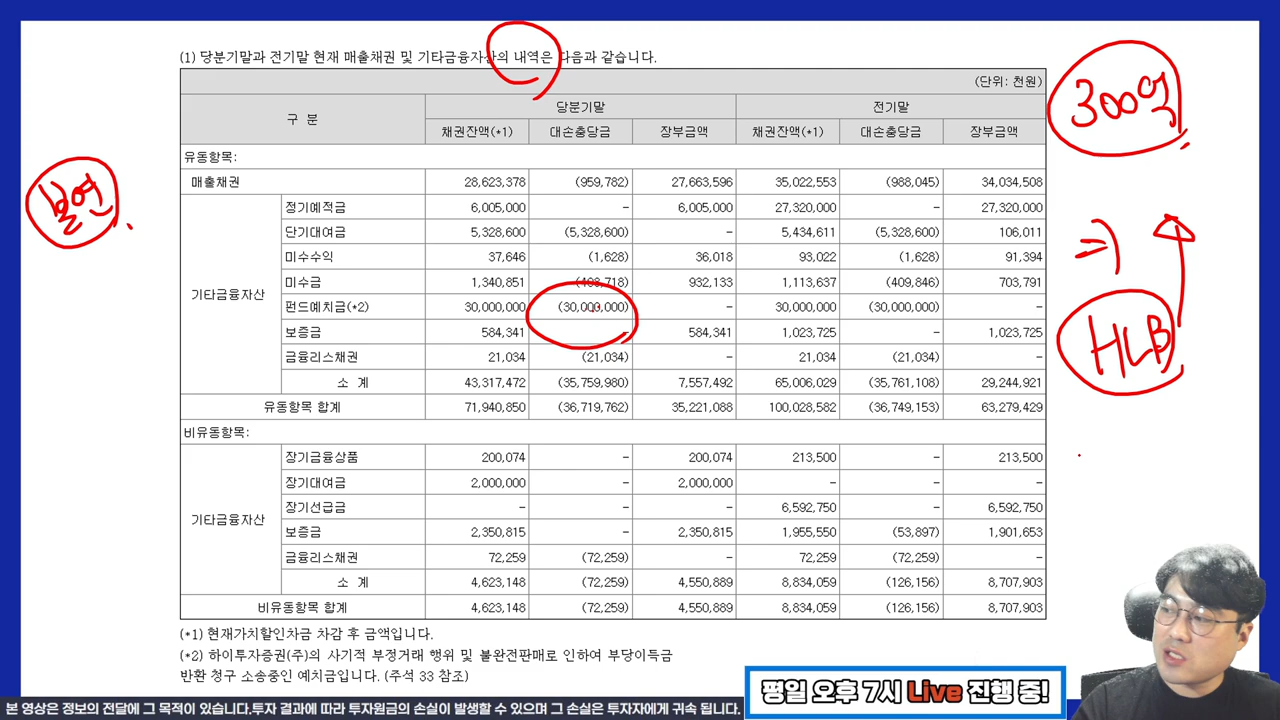 (1) 당분기말과 전기말 현재 매출채권 및 기타금융자산의 내역은 다음과 같습니다.
(단위: 천원)
구 분 당분기말 전기말
채권잔액(*1) 대손충당금 장부금액 채권잔액(*1) 대손충당금 장부금액
유동항목:
매출채권 28,623,378 (959,782) 27,663,596 35,022,553 (988,045) 34,034,508
기타금융자산
정기예적금 6,005,000 - 6,005,000 27,320,000 - 27,320,000
단기대여금 5,328,600 (5,328,600) - 5,434,611 (5,328,600) 106,011
미수수익 37,646 (1,628) 36,018 93,022 (1,628) 91,394
미수금 1,340,851 (408,718) 932,133 1,113,637 (409,846) 703,791
펀드예치금(*2) 30,000,000 (30,000,000) - 30,000,000 (30,000,000) -
보증금 584,341 - 584,341 1,023,725 - 1,023,725
금융리스채권 21,034 (21,034) - 21,034 (21,034) -
소 계 43,317,472 (35,759,980) 7,557,492 65,006,029 (35,761,108) 29,244,921
유동항목 합계 71,940,850 (36,719,762) 35,221,088 100,028,582 (36,749,153) 63,279,429
비유동항목:
기타금융자산
장기금융상품 200,074 - 200,074 213,500 - 213,500
장기대여금 2,000,000 - 2,000,000 - - -
장기선급금 - - - 6,592,750 - 6,592,750
보증금 2,350,815 - 2,350,815 1,955,550 (53,897) 1,901,653
금융리스채권 72,259 (72,259) - 72,259 (72,259) -
소 계 4,623,148 (72,259) 4,550,889 8,834,059 (126,156) 8,707,903
비유동항목 합계 4,623,148 (72,259) 4,550,889 8,834,059 (126,156) 8,707,903
(*1) 현재가치할인차금 차감 후 금액입니다.
(*2) 하이투자증권(주)의 사기적 부정거래 행위 및 불완전판매로 인하여 부당이득금
반환 청구 소송중인 예치금입니다. (주석 33 참조)
300억
볼연
HLB
평일 오후 7시 Live 진행 중!
본 영상은 정보의 전달에 그 목적이 있습니다.투자 결과에 따라 투자원금의 손실이 발생할 수 있으며 그 손실은 투자자에게 귀속 됩니다.